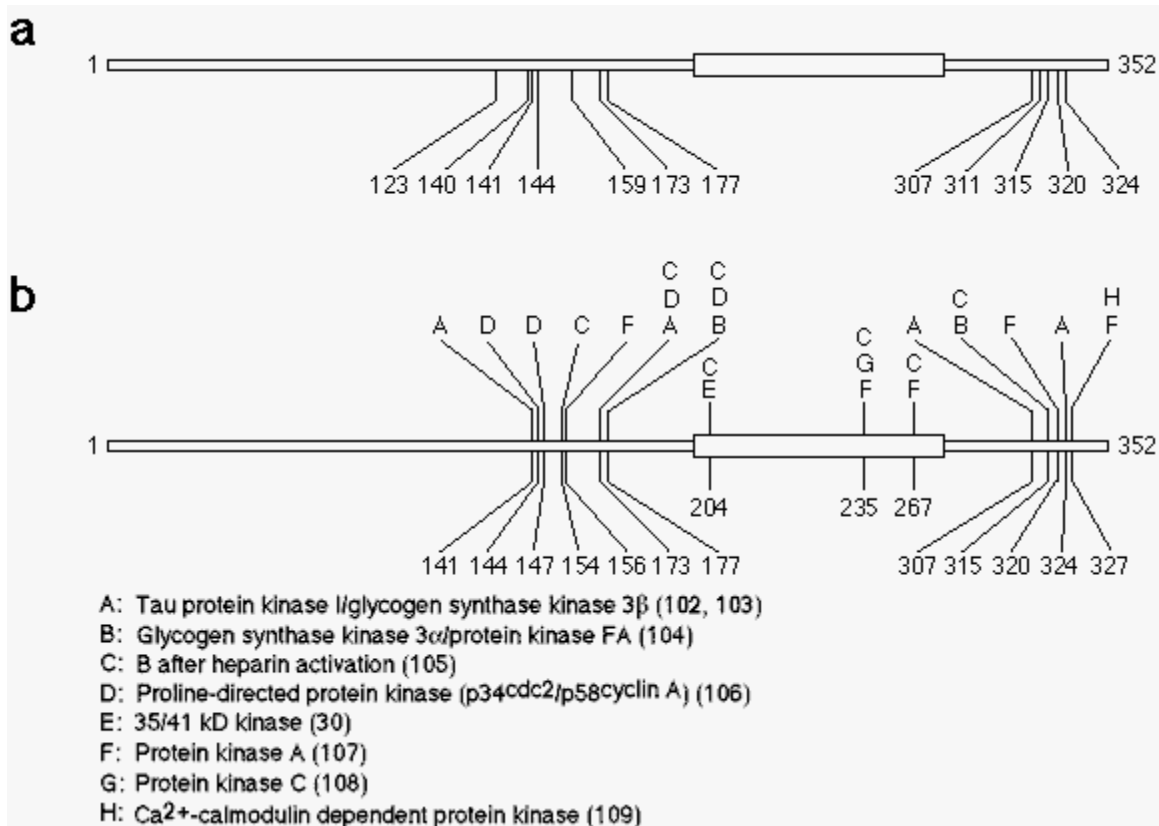 a
1 352
123 140 141 144 159 173 177 307 311 315 320 324
b
C C
D D C H
A D D C F A B A B F A F
C
C G C
E F F
1 352
204 235 267
141 144 147 154 156 173 177 307 315 320 324 327
A: Tau protein kinase I/glycogen synthase kinase 3β (102, 103)
B: Glycogen synthase kinase 3α/protein kinase FA (104)
C: B after heparin activation (105)
D: Proline-directed protein kinase (p34cdc2/p58cyclin A) (106)
E: 35/41 kD kinase (30)
F: Protein kinase A (107)
G: Protein kinase C (108)
H: Ca2+-calmodulin dependent protein kinase (109)